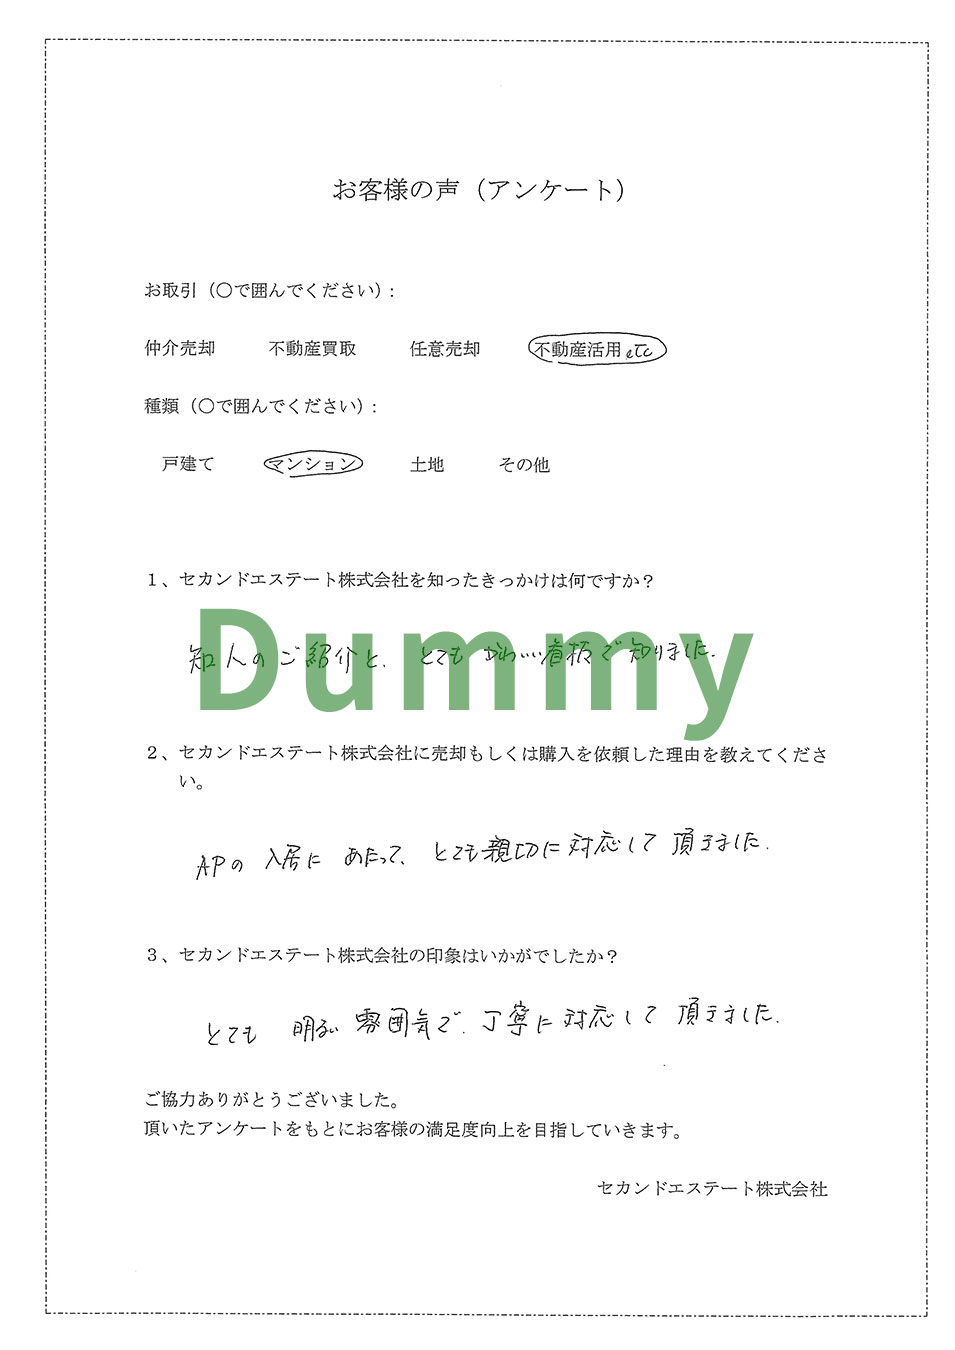 お客様の声（アンケート）
お取引（〇で囲んでください）:
仲介売却 不動産買取 任意売却 不動産活用 etc
種類（〇で囲んでください）:
戸建て マンション 土地 その他
１、セカンドエステート株式会社を知ったきっかけは何ですか？
Dummy
知人のご紹介と、とてもかわいい看板で知りました.
２、セカンドエステート株式会社に売却もしくは購入を依頼した理由を教えてくださ
い。
APの入居にあたって、とても親切に対応して頂きました.
３、セカンドエステート株式会社の印象はいかがでしたか？
とても明るい雰囲気で、丁寧に対応して頂きました.
ご協力ありがとうございました。
頂いたアンケートをもとにお客様の満足度向上を目指していきます。
セカンドエステート株式会社